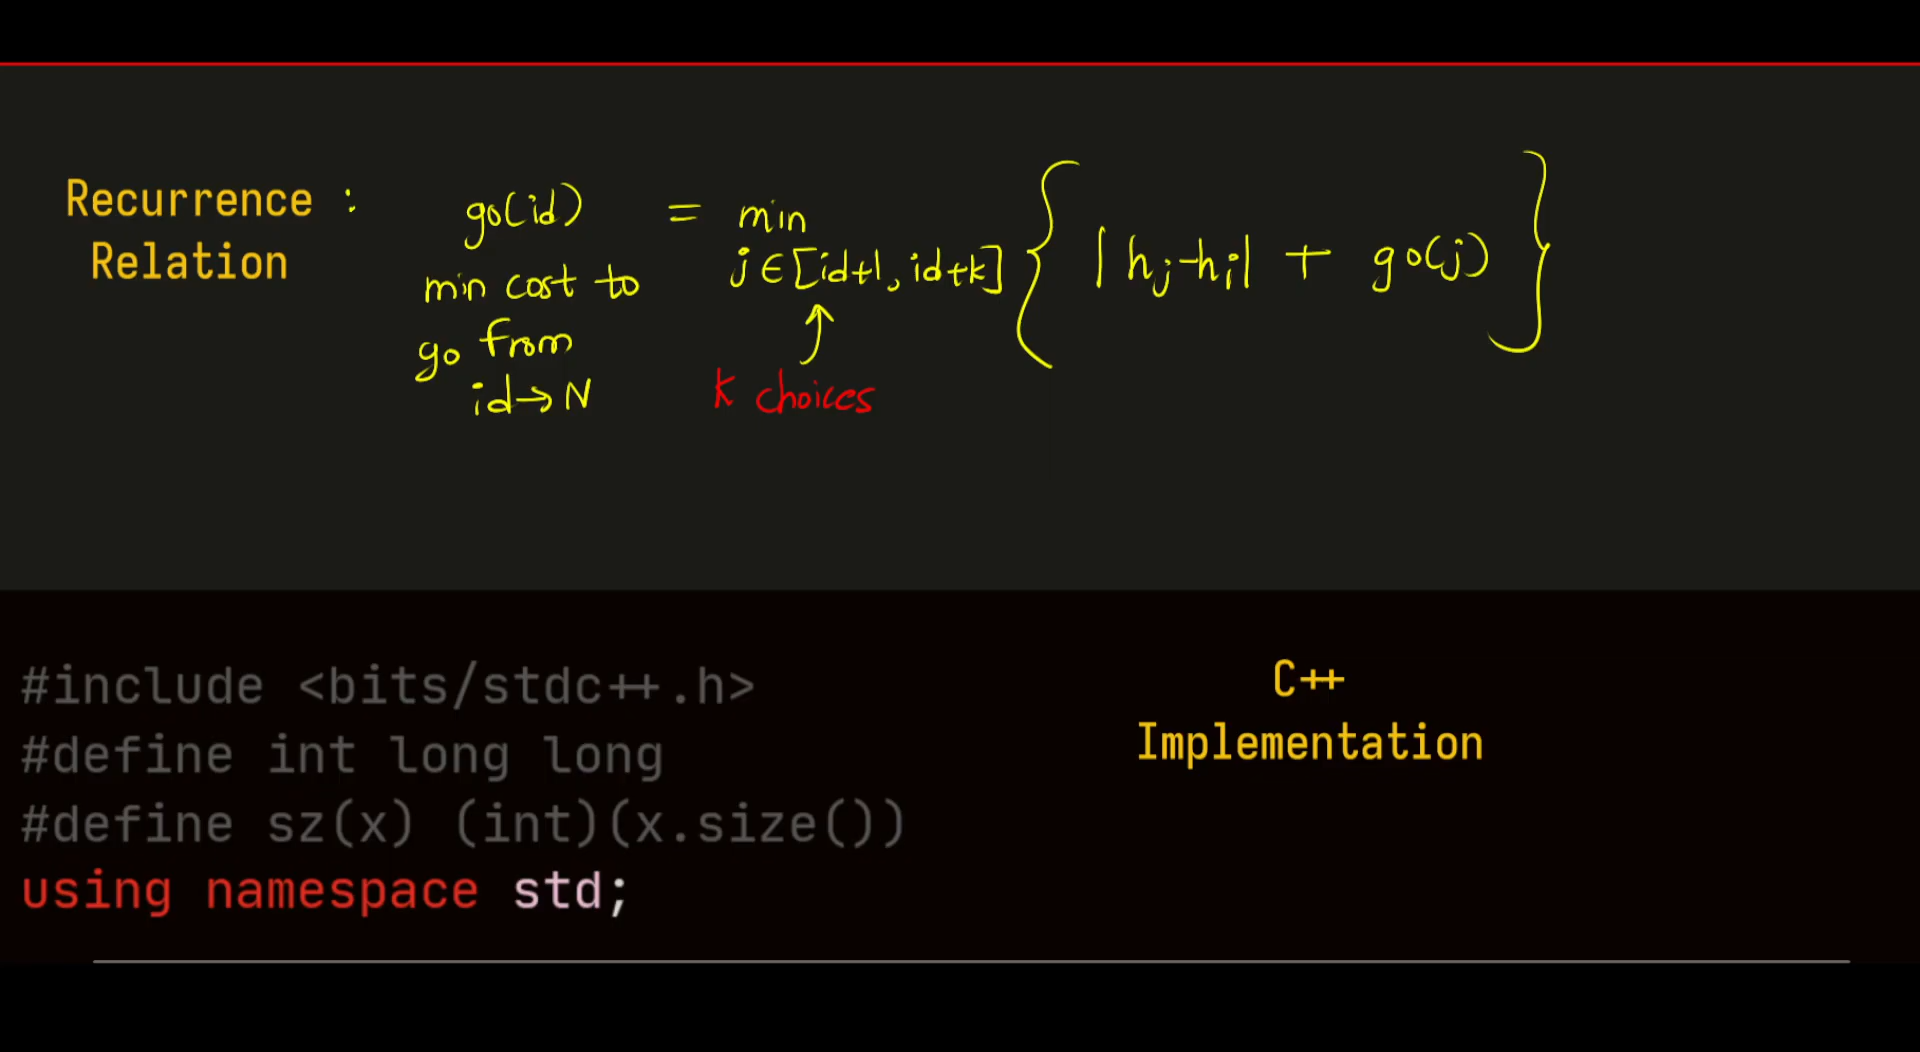 Recurrence :
Relation
go(id) = min
j ∈ [id+1, id+k] { |hj-hi| + go(j) }
min cost to
go from
id→N
k choices
#include <bits/stdc++.h>
#define int long long
#define sz(x) (int)(x.size())
using namespace std;
C++
Implementation